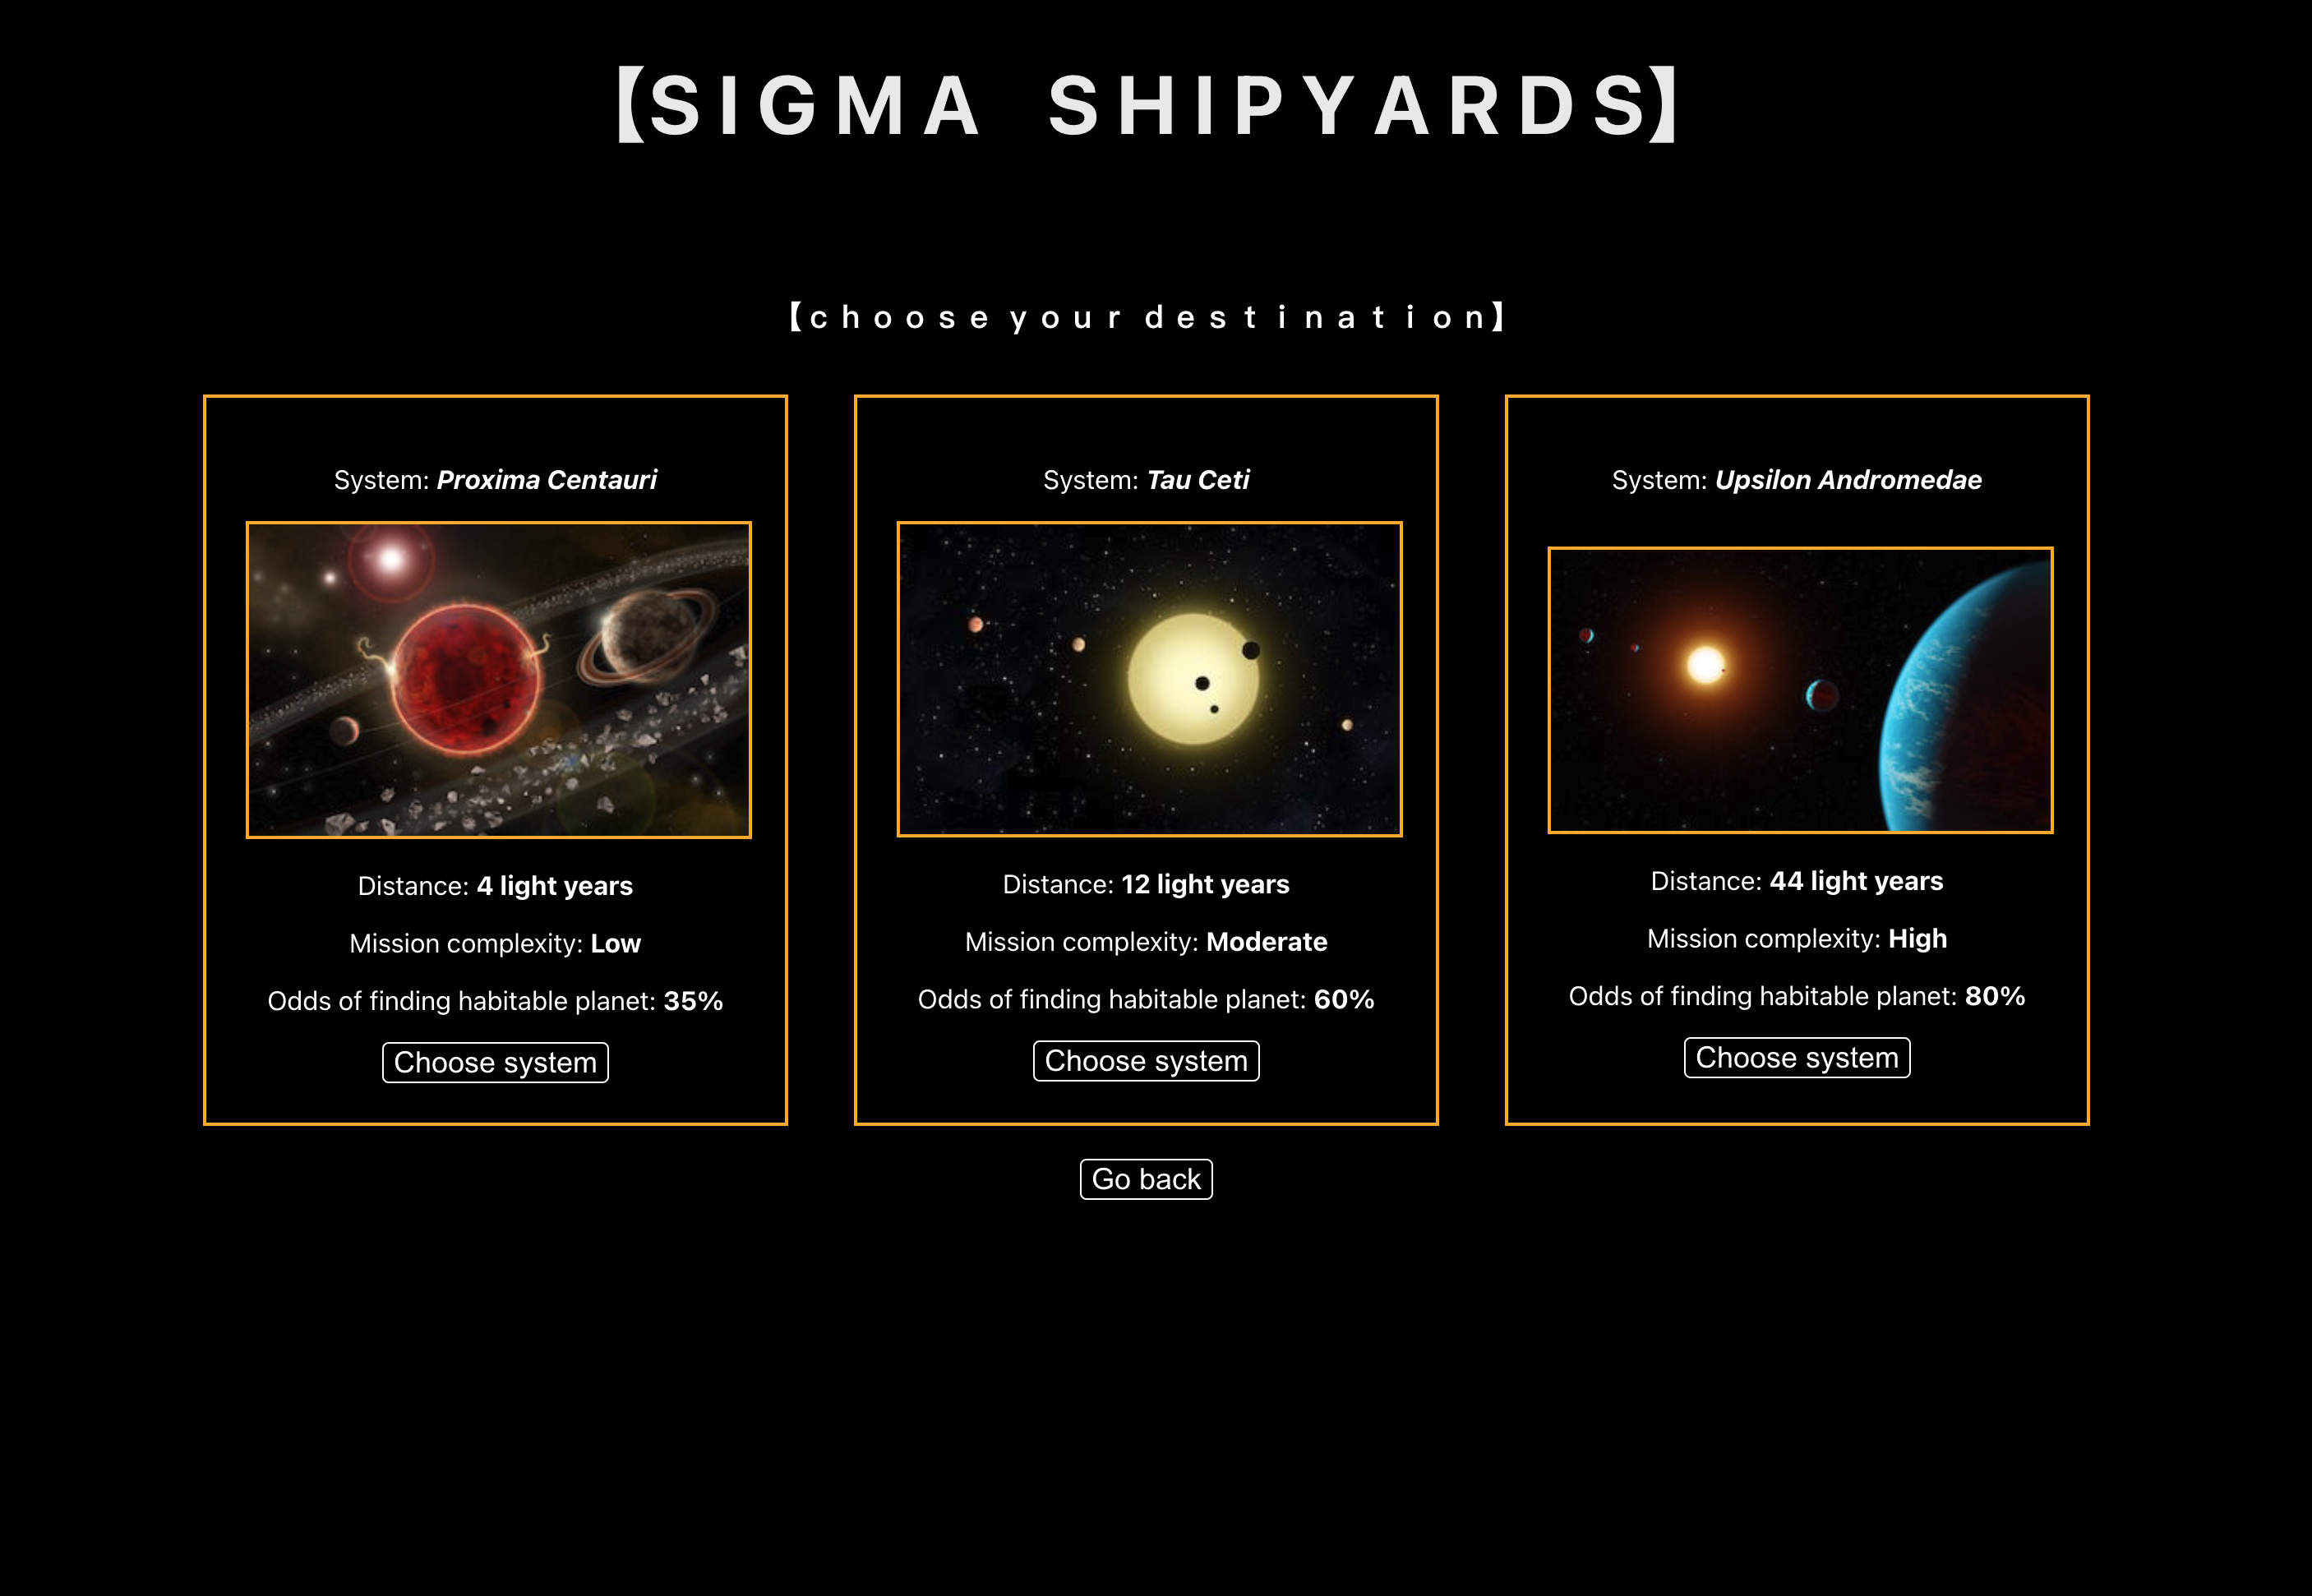 【SIGMA SHIPYARDS】
【choose your destination】
System: Proxima Centauri
Distance: 4 light years
Mission complexity: Low
Odds of finding habitable planet: 35%
Choose system
System: Tau Ceti
Distance: 12 light years
Mission complexity: Moderate
Odds of finding habitable planet: 60%
Choose system
System: Upsilon Andromedae
Distance: 44 light years
Mission complexity: High
Odds of finding habitable planet: 80%
Choose system
Go back